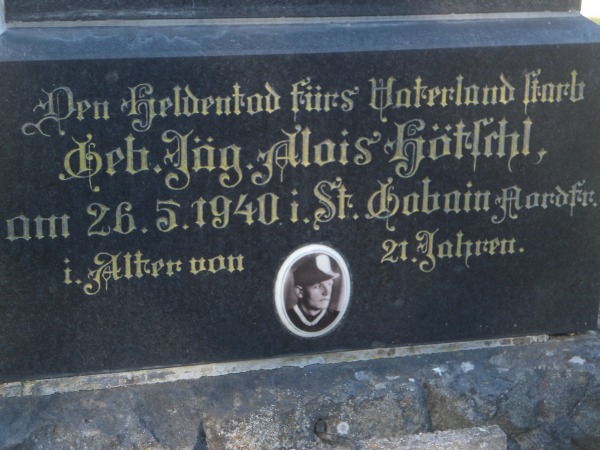 Den Heldentod fürs Vaterland starb
Geb. Jäg. Alois Hötschl,
am 26.5.1940 i. St. Gobain Nordfr.
i. Alter von 21. Jahren.